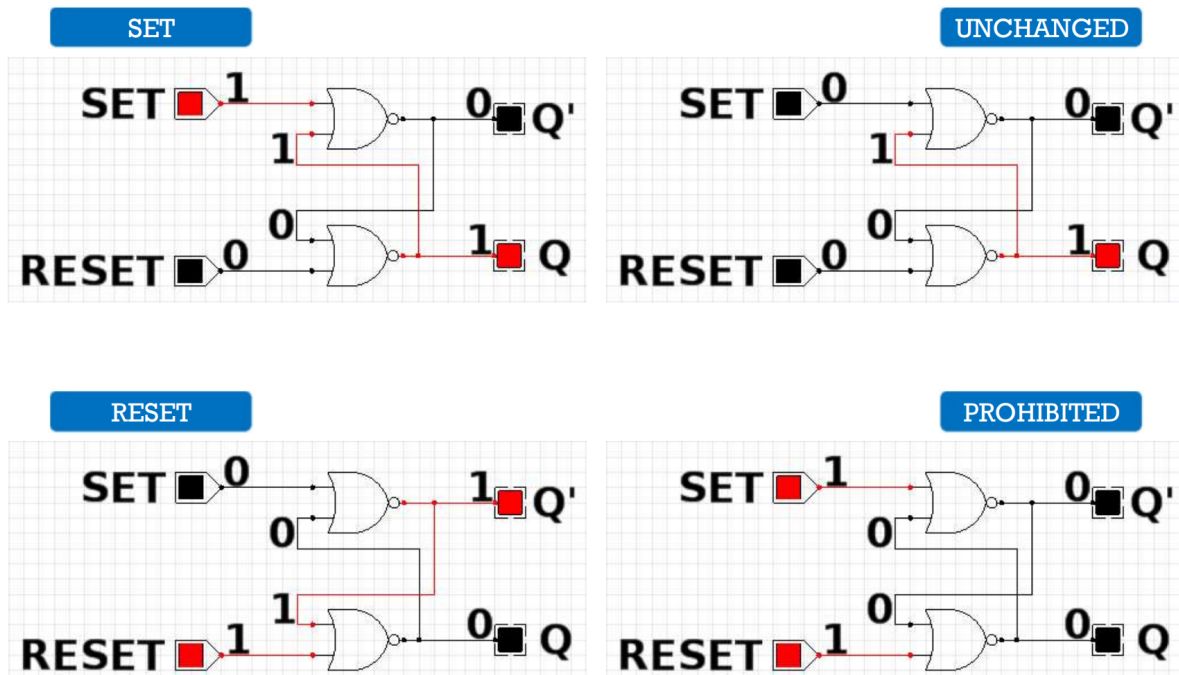 SET
SET 1 0 Q'
1
0
RESET 0 1 Q
UNCHANGED
SET 0 0 Q'
1
0
RESET 0 1 Q
RESET
SET 0 1 Q'
0
1
RESET 1 0 Q
PROHIBITED
SET 1 0 Q'
0
0
RESET 1 0 Q